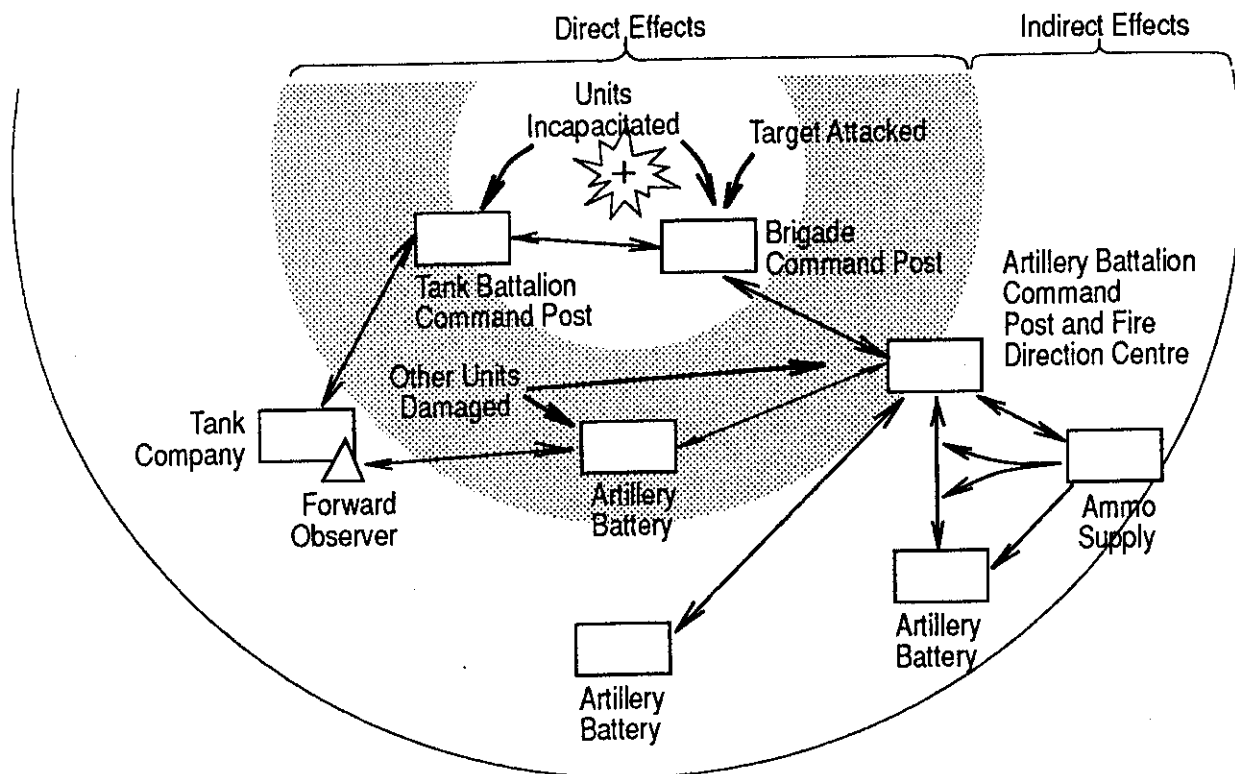 Direct Effects
Indirect Effects
Units
Incapacitated
Target Attacked
Brigade
Command Post
Tank Battalion
Command Post
Artillery Battalion
Command
Post and Fire
Direction Centre
Other Units
Damaged
Tank
Company
Forward
Observer
Artillery
Battery
Ammo
Supply
Artillery
Battery
Artillery
Battery